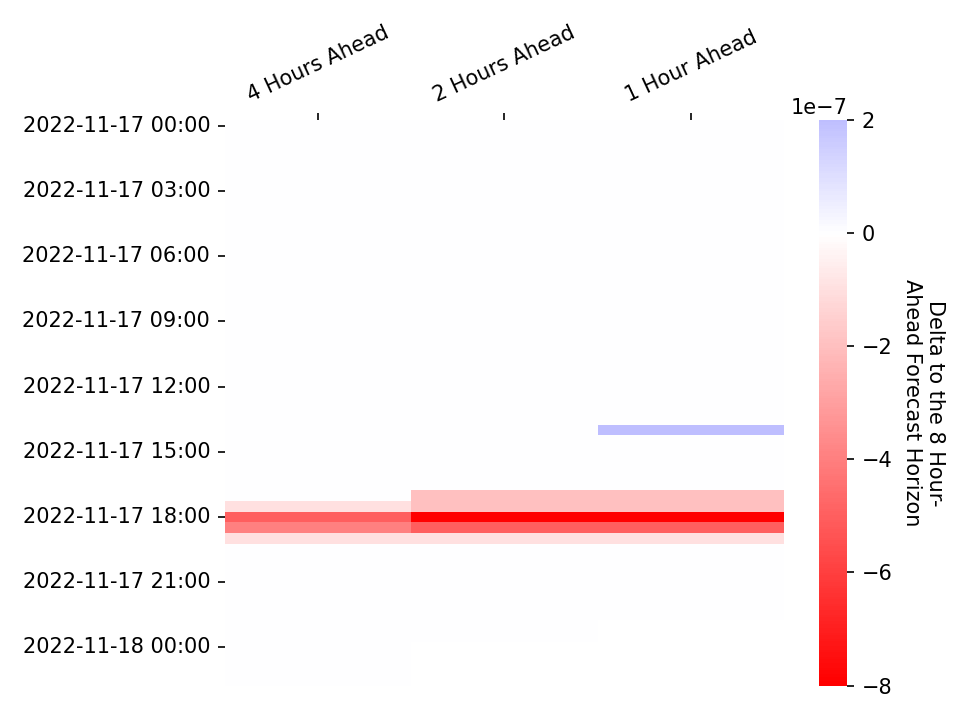 4 Hours Ahead
2 Hours Ahead
1 Hour Ahead
2022-11-17 00:00
2022-11-17 03:00
2022-11-17 06:00
2022-11-17 09:00
2022-11-17 12:00
2022-11-17 15:00
2022-11-17 18:00
2022-11-17 21:00
2022-11-18 00:00
1e−7
2
0
−2
−4
−6
−8
Delta to the 8 Hour-
Ahead Forecast Horizon